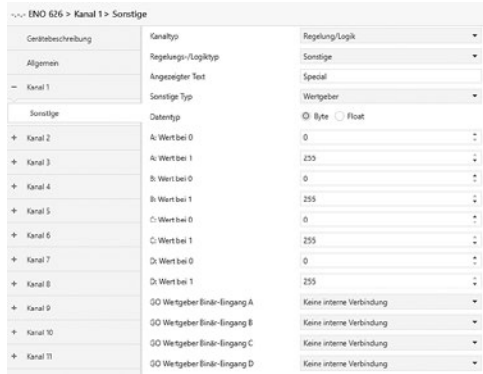 -.-.- ENO 626 > Kanal 1 > Sonstige
Gerätebeschreibung
Allgemein
− Kanal 1
Sonstige
+ Kanal 2
+ Kanal 3
+ Kanal 4
+ Kanal 5
+ Kanal 6
+ Kanal 7
+ Kanal 8
+ Kanal 9
+ Kanal 10
+ Kanal 11
Kanaltyp Regelung/Logik
Regelungs-/Logiktyp Sonstige
Angezeigter Text Special
Sonstige Typ Wertgeber
Datentyp Byte Float
A: Wert bei 0 0
A: Wert bei 1 255
B: Wert bei 0 0
B: Wert bei 1 255
C: Wert bei 0 0
C: Wert bei 1 255
D: Wert bei 0 0
D: Wert bei 1 255
GO Wertgeber Binär-Eingang A Keine interne Verbindung
GO Wertgeber Binär-Eingang B Keine interne Verbindung
GO Wertgeber Binär-Eingang C Keine interne Verbindung
GO Wertgeber Binär-Eingang D Keine interne Verbindung